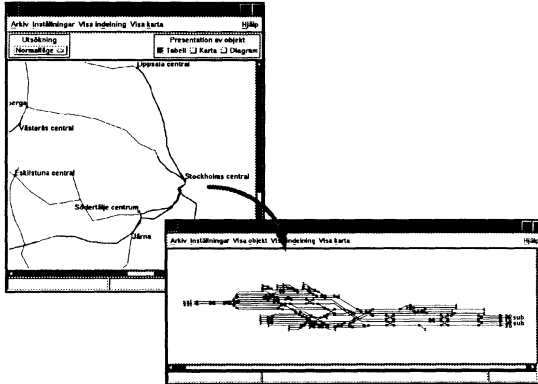 Arkiv Inställningar Visa indelning Visa karta Hjälp
Utsökning
Normalläge
Presentation av objekt
Tabell Karta Diagram
Uppsala central
Västerås central
Eskilstuna central
Stockholms central
Södertälje centrum
Järna
Arkiv Inställningar Visa objekt Visa indelning Visa karta Hjälp
sub
sub